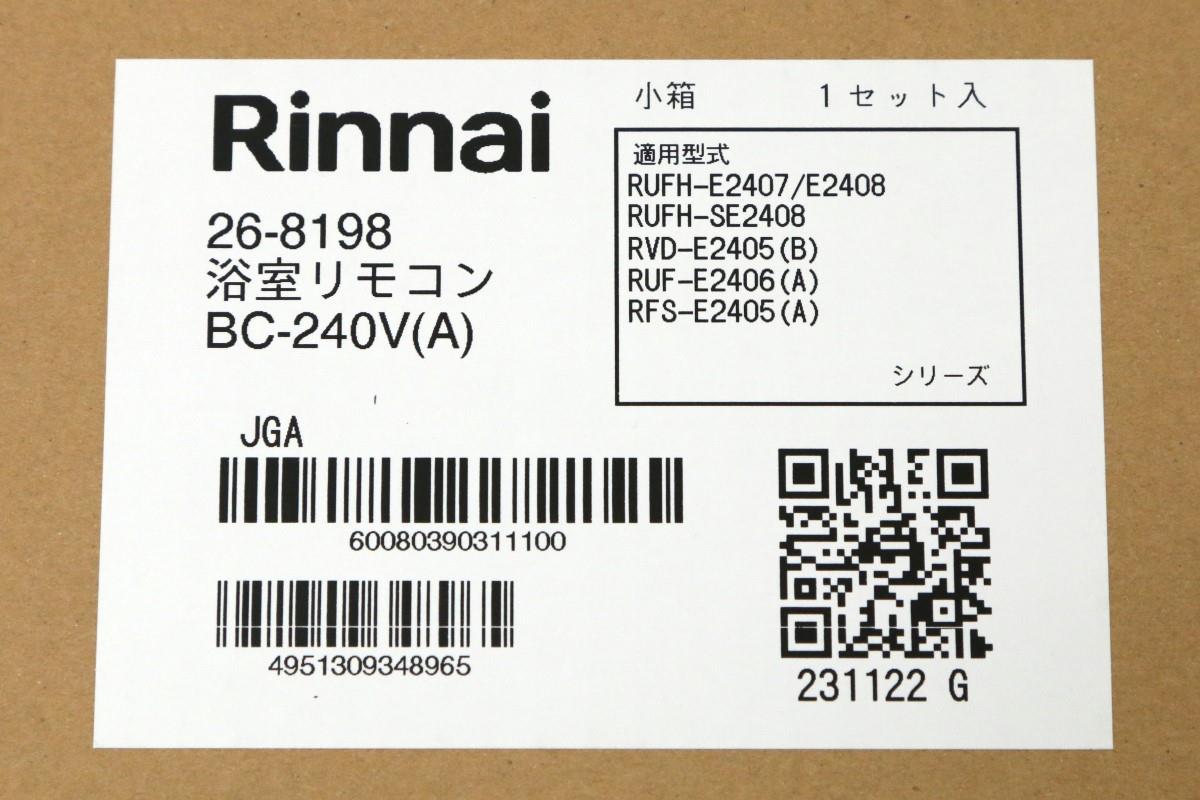 Rinnai
26-8198
浴室リモコン
BC-240V(A)
小箱 1 セット入
適用型式
RUFH-E2407/E2408
RUFH-SE2408
RVD-E2405(B)
RUF-E2406(A)
RFS-E2405(A)
シリーズ
JGA
60080390311100
4951309348965
231122 G